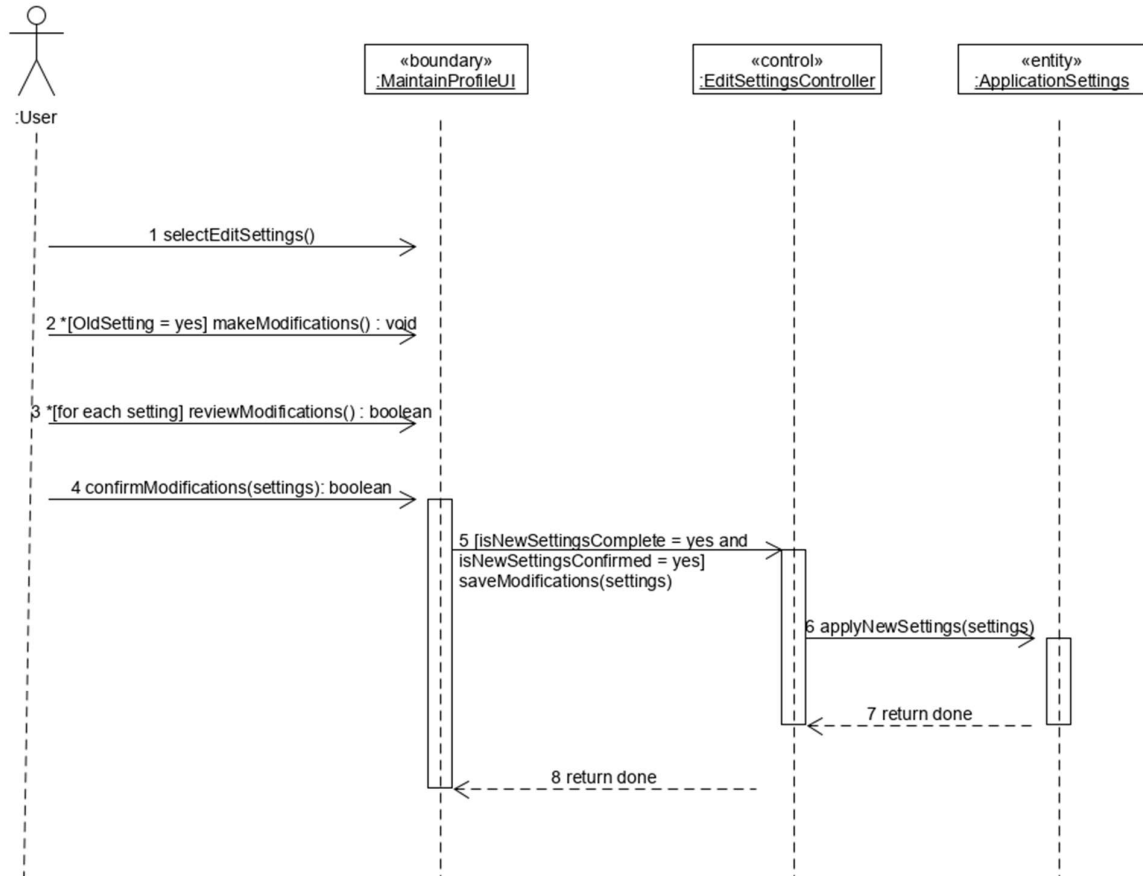 «boundary»
:MaintainProfileUI
«control»
:EditSettingsController
«entity»
:ApplicationSettings
:User
1 selectEditSettings()
2 *[OldSetting = yes] makeModifications() : void
3 *[for each setting] reviewModifications() : boolean
4 confirmModifications(settings): boolean
5 [isNewSettingsComplete = yes and
isNewSettingsConfirmed = yes]
saveModifications(settings)
6 applyNewSettings(settings)
7 return done
8 return done